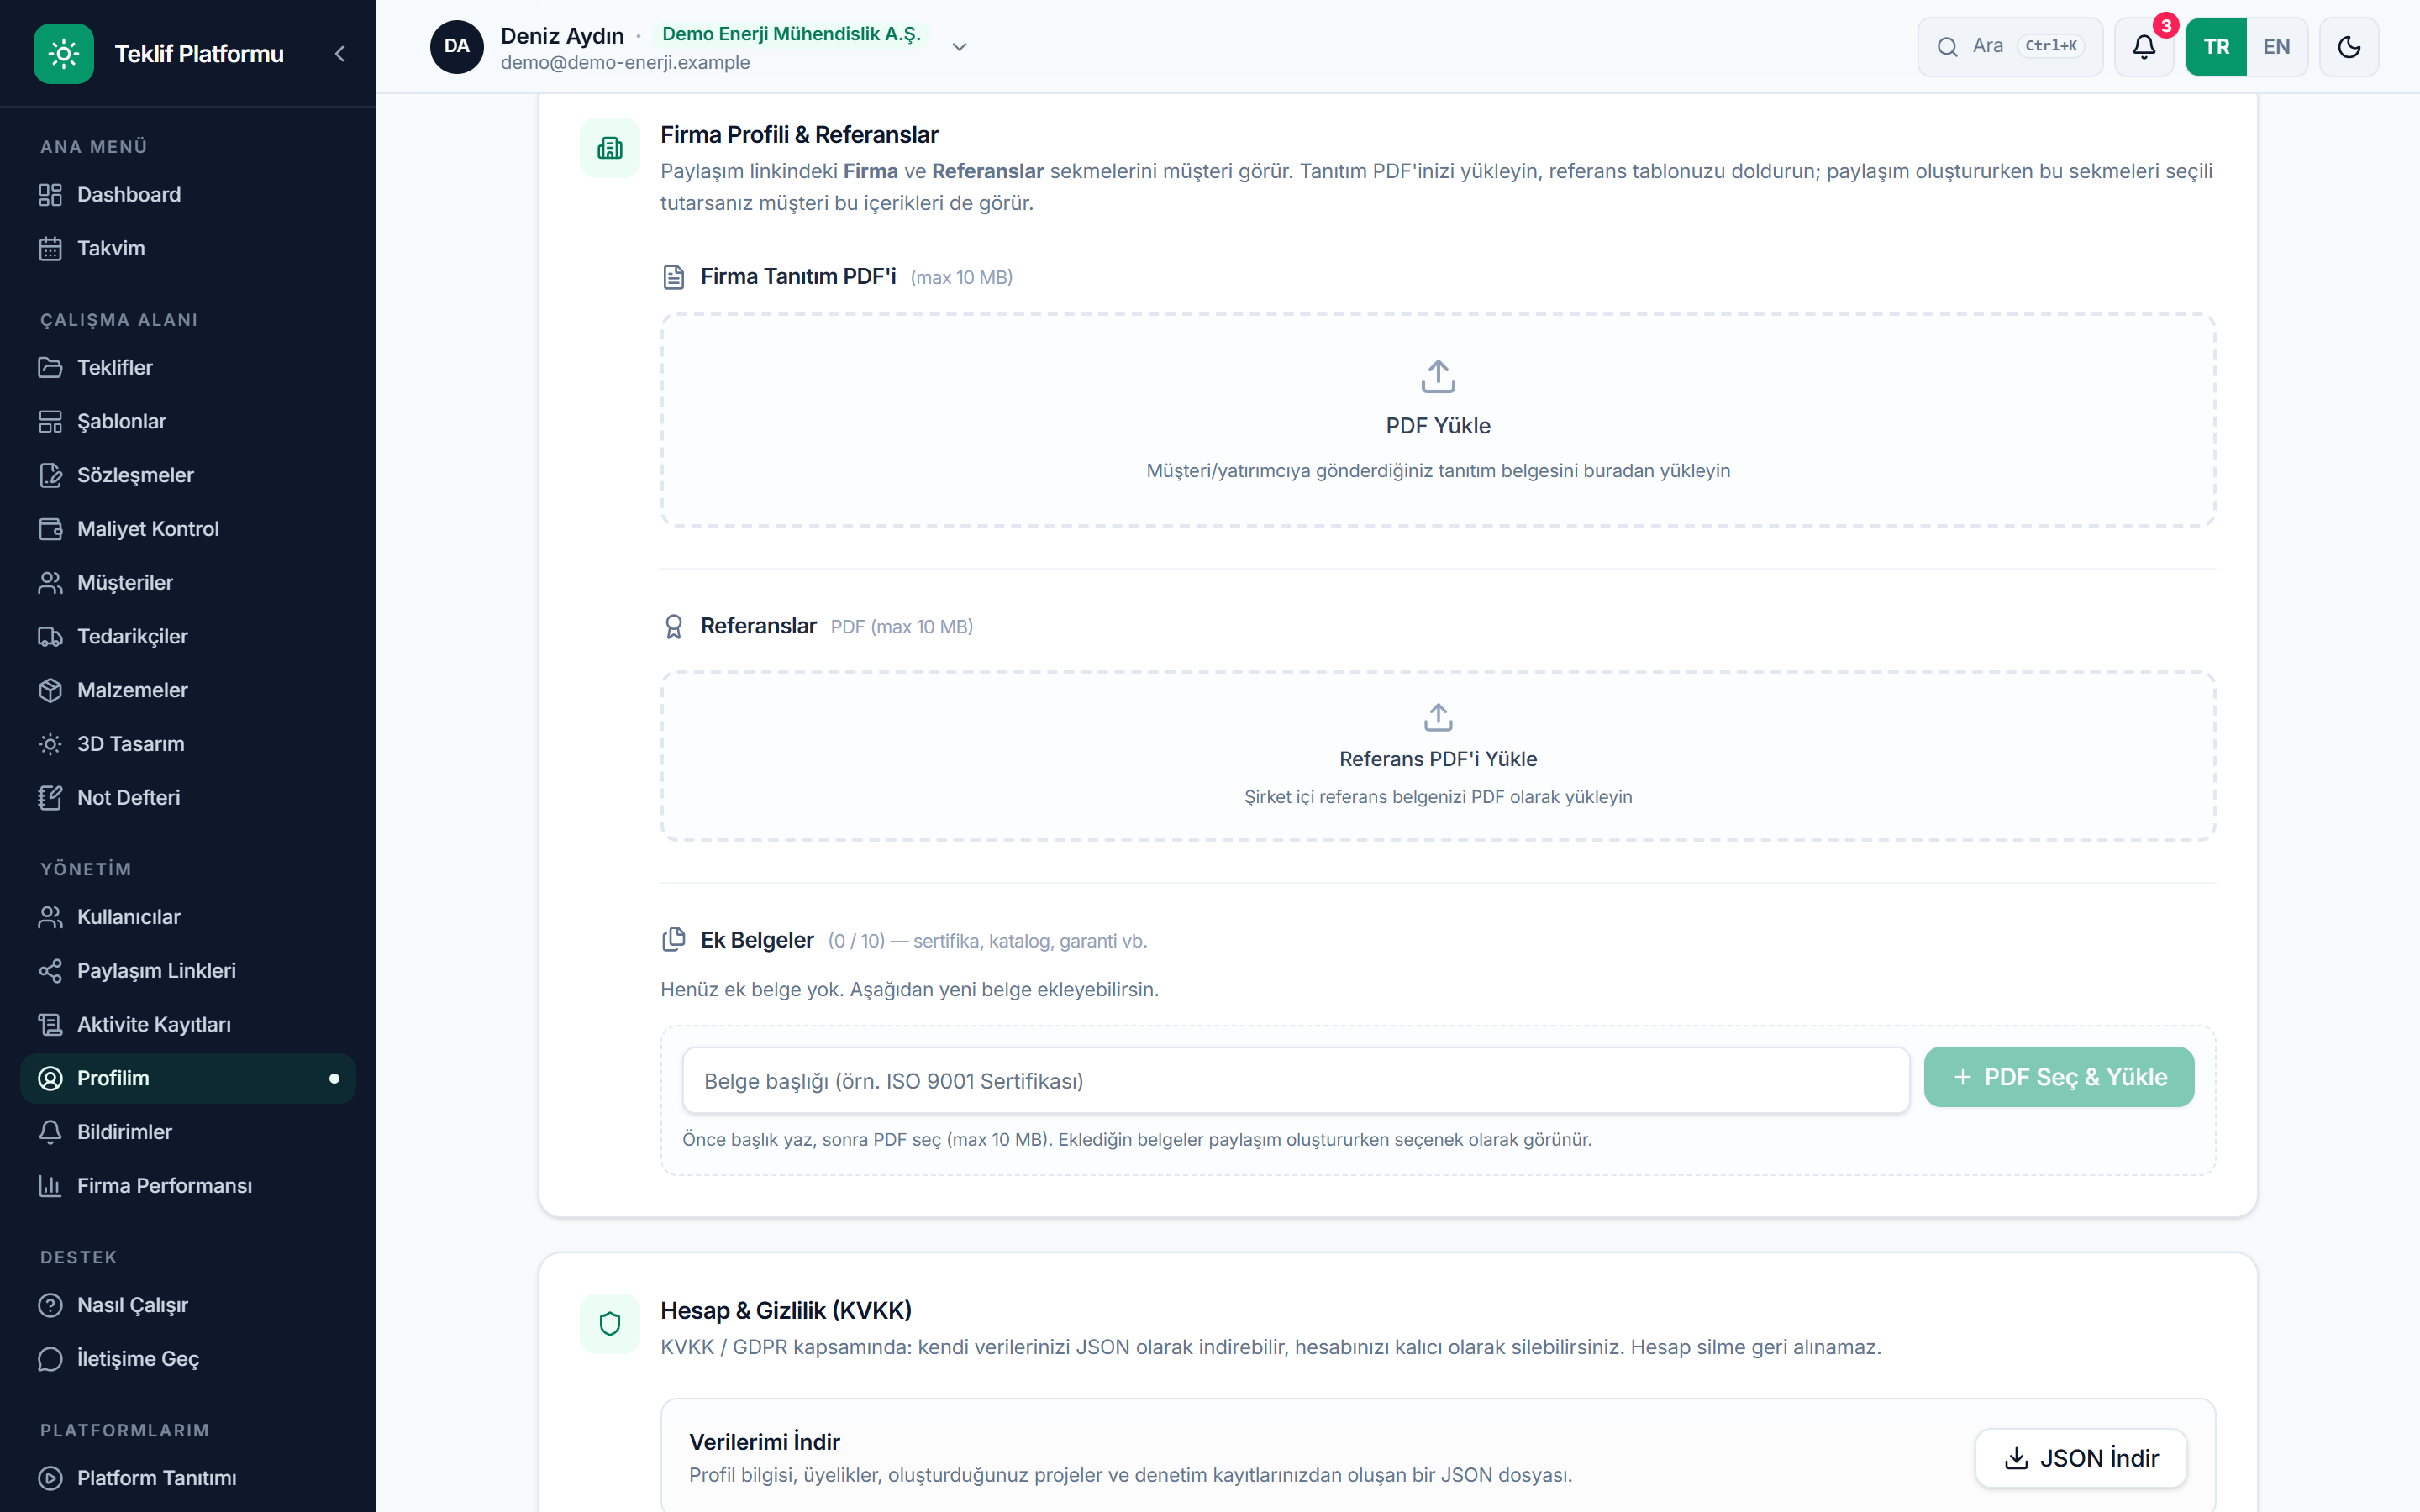 Teklif Platformu
ANA MENÜ
Dashboard
Takvim
ÇALIŞMA ALANI
Teklifler
Şablonlar
Sözleşmeler
Maliyet Kontrol
Müşteriler
Tedarikçiler
Malzemeler
3D Tasarım
Not Defteri
YÖNETİM
Kullanıcılar
Paylaşım Linkleri
Aktivite Kayıtları
Profilim
Bildirimler
Firma Performansı
DESTEK
Nasıl Çalışır
İletişime Geç
PLATFORMLARIM
Platform Tanıtımı
DA
Deniz Aydın · Demo Enerji Mühendislik A.Ş.
demo@demo-enerji.example
Ara Ctrl+K
3
TR EN
Firma Profili & Referanslar
Paylaşım linkindeki Firma ve Referanslar sekmelerini müşteri görür. Tanıtım PDF'inizi yükleyin, referans tablonuzu doldurun; paylaşım oluştururken bu sekmeleri seçili
tutarsanız müşteri bu içerikleri de görür.
Firma Tanıtım PDF'i (max 10 MB)
PDF Yükle
Müşteri/yatırımcıya gönderdiğiniz tanıtım belgesini buradan yükleyin
Referanslar PDF (max 10 MB)
Referans PDF'i Yükle
Şirket içi referans belgenizi PDF olarak yükleyin
Ek Belgeler (0 / 10) — sertifika, katalog, garanti vb.
Henüz ek belge yok. Aşağıdan yeni belge ekleyebilirsin.
Belge başlığı (örn. ISO 9001 Sertifikası)
+ PDF Seç & Yükle
Önce başlık yaz, sonra PDF seç (max 10 MB). Eklediğin belgeler paylaşım oluştururken seçenek olarak görünür.
Hesap & Gizlilik (KVKK)
KVKK / GDPR kapsamında: kendi verilerinizi JSON olarak indirebilir, hesabınızı kalıcı olarak silebilirsiniz. Hesap silme geri alınamaz.
Verilerimi İndir
Profil bilgisi, üyelikler, oluşturduğunuz projeler ve denetim kayıtlarınızdan oluşan bir JSON dosyası.
JSON İndir